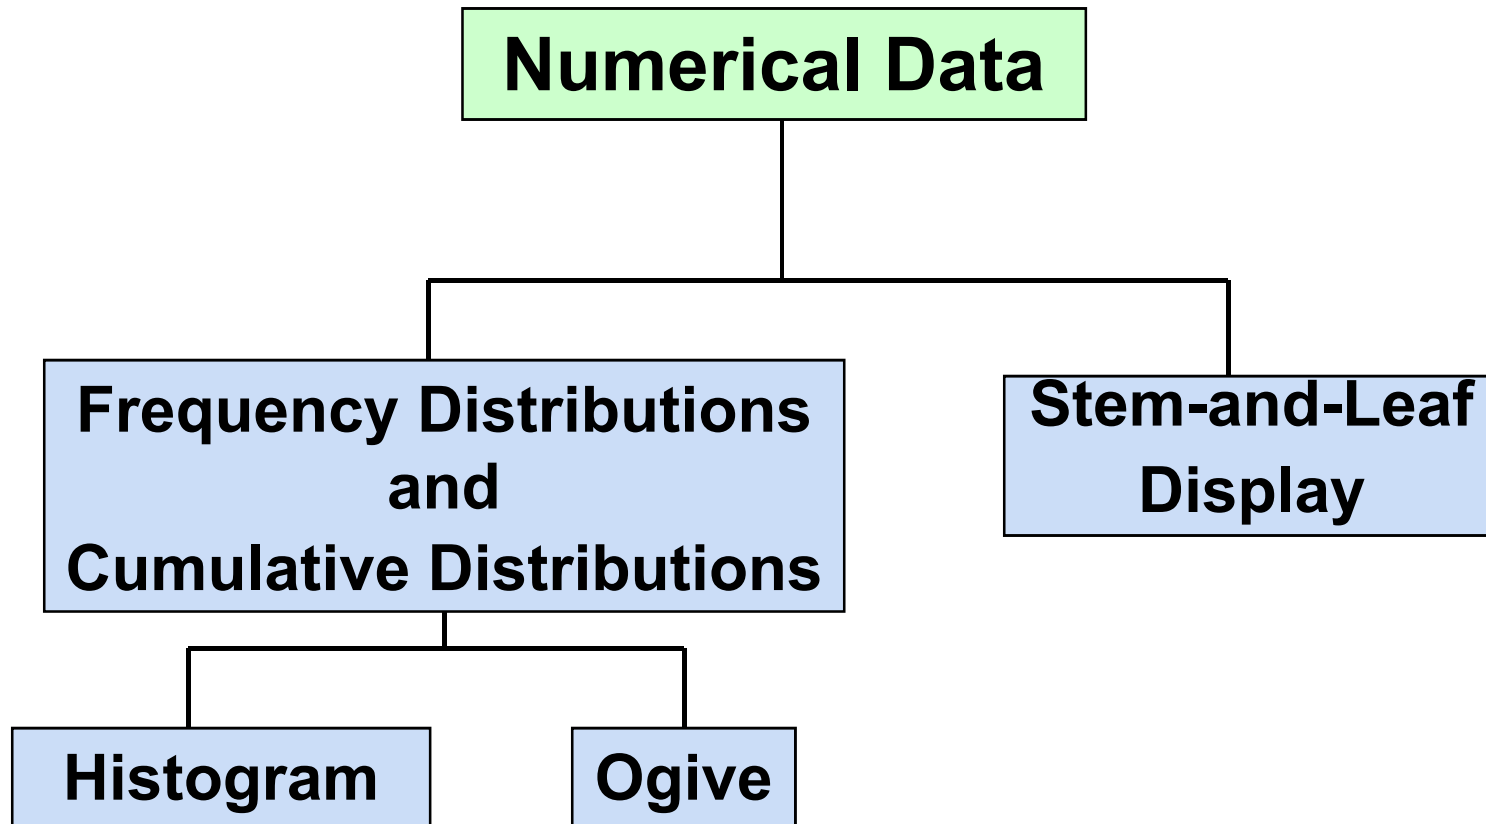 Numerical Data
Frequency Distributions
and
Cumulative Distributions
Stem-and-Leaf
Display
Histogram
Ogive